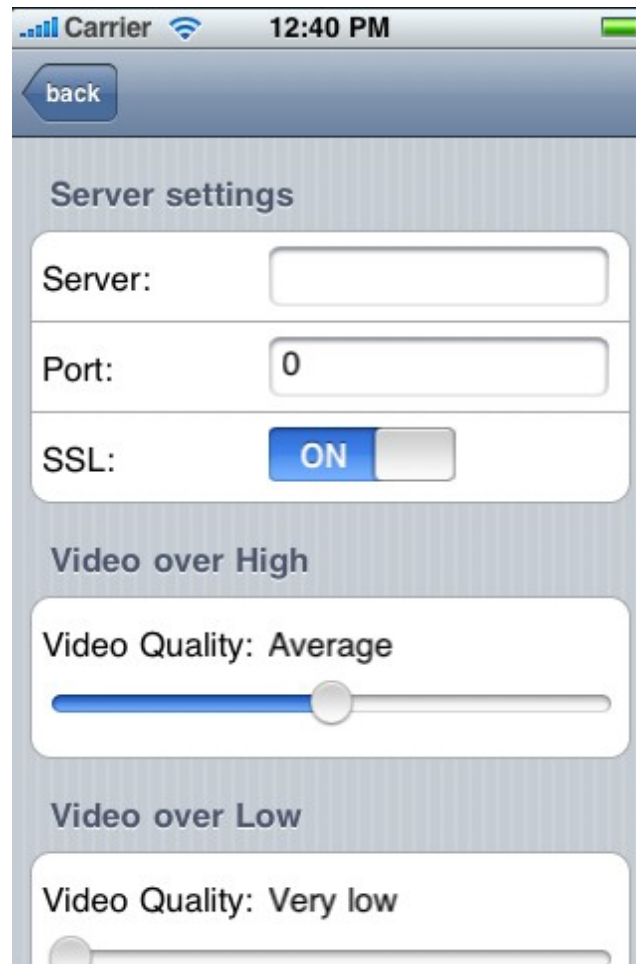 Carrier 12:40 PM
back
Server settings
Server:
Port: 0
SSL: ON
Video over High
Video Quality: Average
Video over Low
Video Quality: Very low